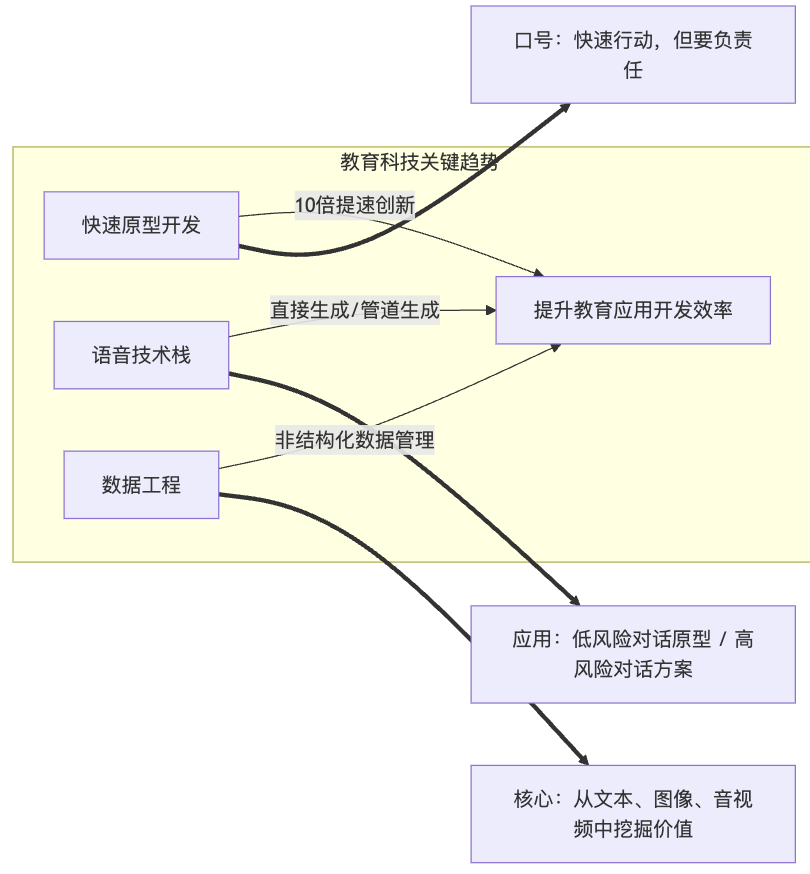 口号：快速行动，但要负责
任
教育科技关键趋势
快速原型开发
10倍提速创新
直接生成/管道生成
提升教育应用开发效率
语音技术栈
非结构化数据管理
数据工程
应用：低风险对话原型 / 高
风险对话方案
核心：从文本、图像、音视
频中挖掘价值